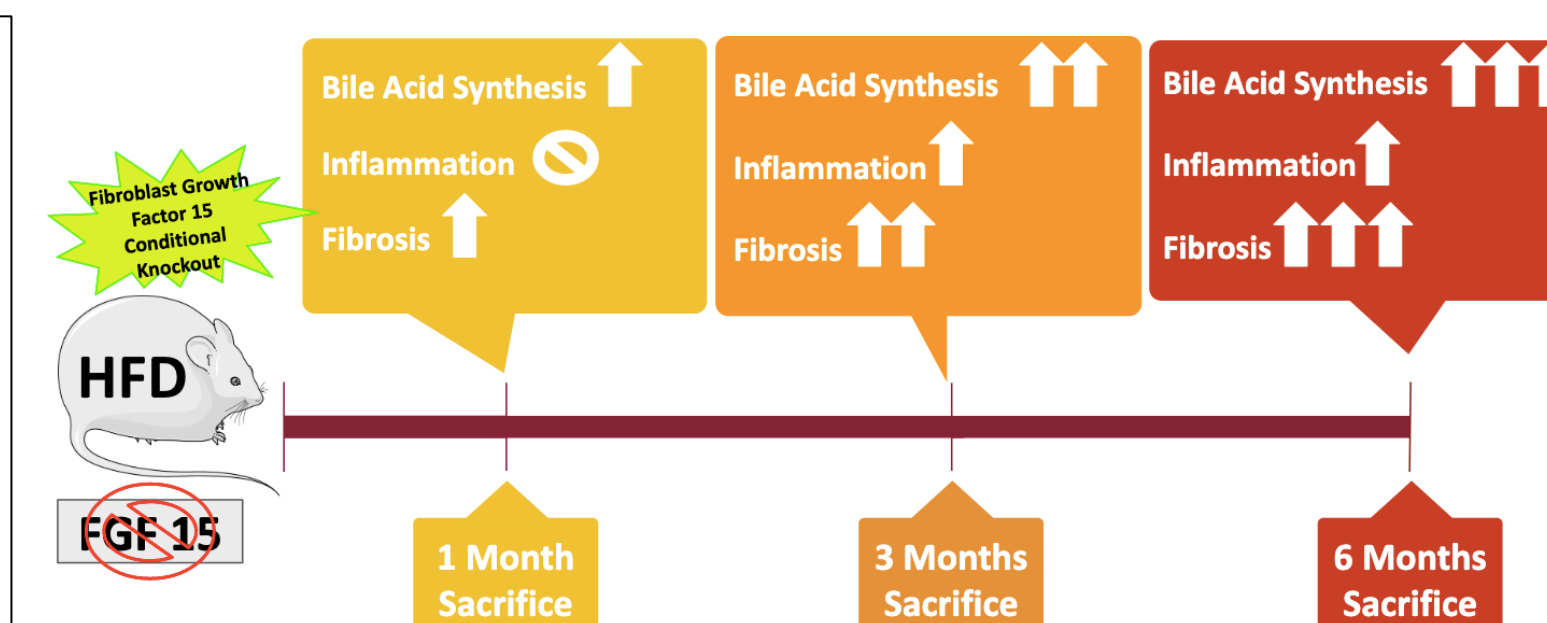 Fibroblast Growth
Factor 15
Conditional
Knockout
HFD
FGF 15
Bile Acid Synthesis
Inflammation
Fibrosis
Bile Acid Synthesis
Inflammation
Fibrosis
Bile Acid Synthesis
Inflammation
Fibrosis
1 Month
Sacrifice
3 Months
Sacrifice
6 Months
Sacrifice